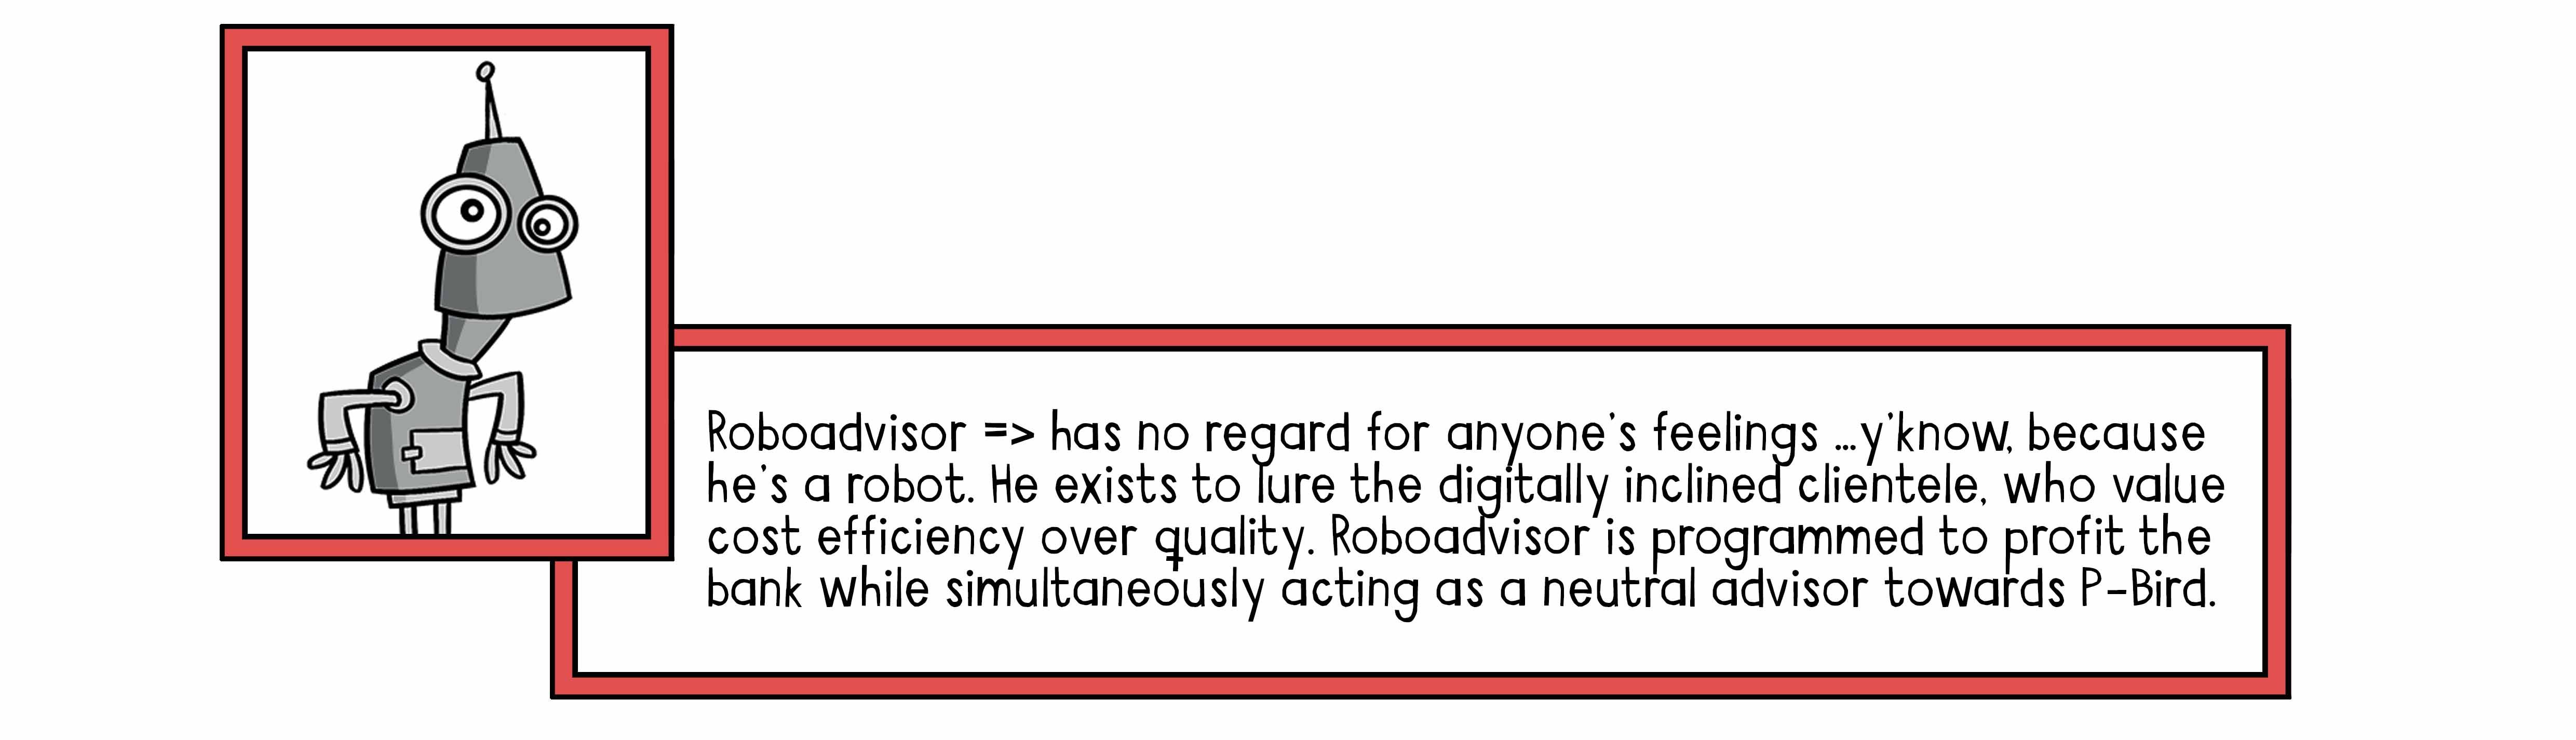 Roboadvisor => has no regard for anyone's feelings ...y'know, because
he's a robot. He exists to lure the digitally inclined clientele, who value
cost efficiency over quality. Roboadvisor is programmed to profit the
bank while simultaneously acting as a neutral advisor towards P-Bird.